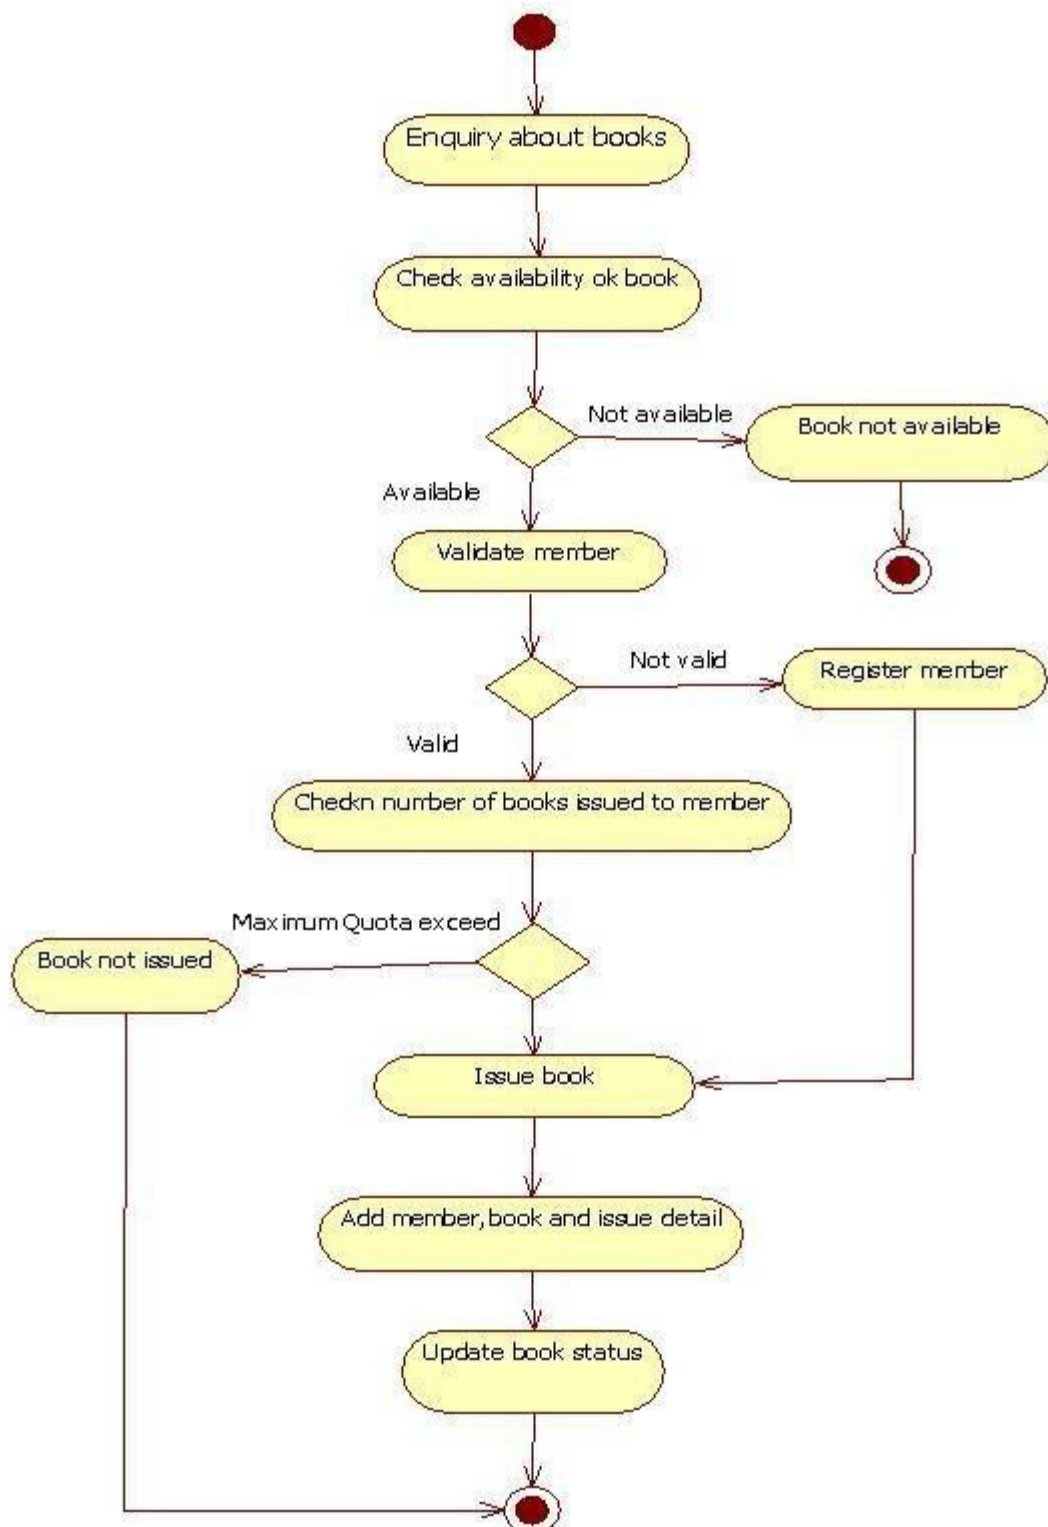 Enquiry about books
Check availability ok book
Not available
Book not available
Available
Validate member
Not valid
Register member
Valid
Checkn number of books issued to member
Maximum Quota exceed
Book not issued
Issue book
Add member,book and issue detail
Update book status